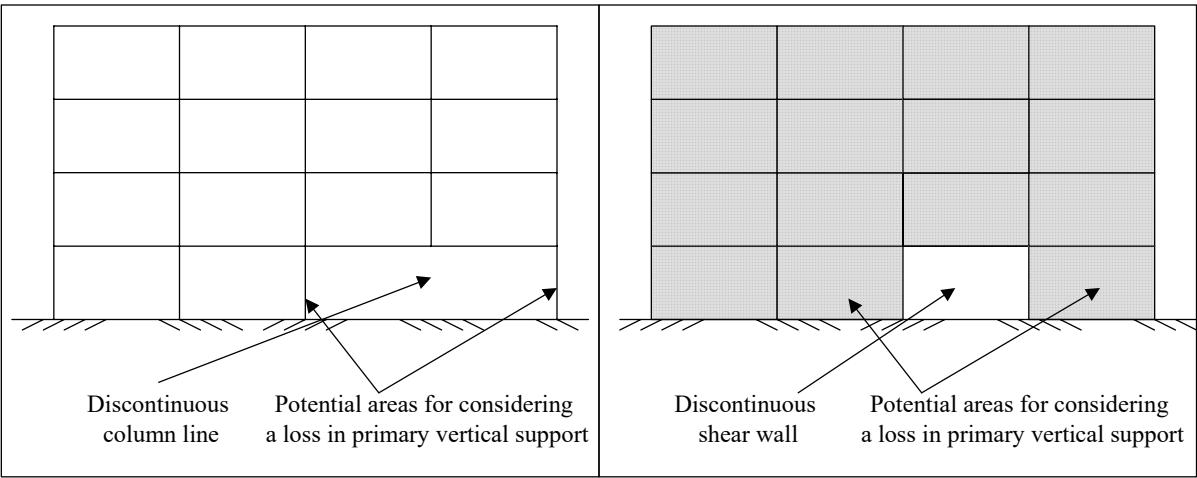 Discontinuous
column line
Potential areas for considering
a loss in primary vertical support
Discontinuous
shear wall
Potential areas for considering
a loss in primary vertical support